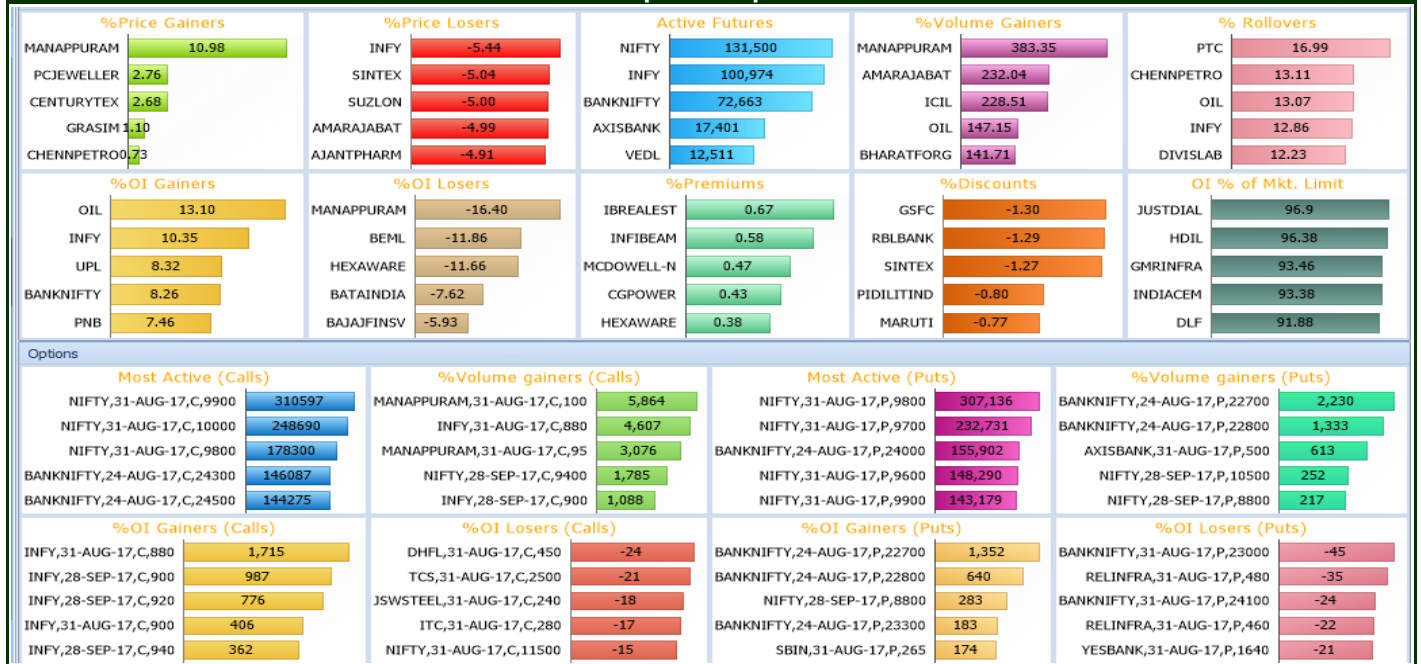 %Price Gainers
MANAPPURAM 10.98
PCJEWELLER 2.76
CENTURYTEX 2.68
GRASIM 1.10
CHENNPETRO 0.73
%Price Losers
INFY -5.44
SINTEX -5.04
SUZLON -5.00
AMARAJABAT -4.99
AJANTPHARM -4.91
Active Futures
NIFTY 131,500
INFY 100,974
BANKNIFTY 72,663
AXISBANK 17,401
VEDL 12,511
%Volume Gainers
MANAPPURAM 383.35
AMARAJABAT 232.04
ICIL 228.51
OIL 147.15
BHARATFORG 141.71
% Rollovers
PTC 16.99
CHENNPETRO 13.11
OIL 13.07
INFY 12.86
DIVISLAB 12.23
%OI Gainers
OIL 13.10
INFY 10.35
UPL 8.32
BANKNIFTY 8.26
PNB 7.46
%OI Losers
MANAPPURAM -16.40
BEML -11.86
HEXAWARE -11.66
BATAINDIA -7.62
BAJAJFINSV -5.93
%Premiums
IBREALEST 0.67
INFIBEAM 0.58
MCDOWELL-N 0.47
CGPOWER 0.43
HEXAWARE 0.38
%Discounts
GSFC -1.30
RBLBANK -1.29
SINTEX -1.27
PIDILITIND -0.80
MARUTI -0.77
OI % of Mkt. Limit
JUSTDIAL 96.9
HDIL 96.38
GMRINFRA 93.46
INDIACEM 93.38
DLF 91.88
Options
Most Active (Calls)
NIFTY,31-AUG-17,C,9900 310597
NIFTY,31-AUG-17,C,10000 248690
NIFTY,31-AUG-17,C,9800 178300
BANKNIFTY,24-AUG-17,C,24300 146087
BANKNIFTY,24-AUG-17,C,24500 144275
%Volume gainers (Calls)
MANAPPURAM,31-AUG-17,C,100 5,864
INFY,31-AUG-17,C,880 4,607
MANAPPURAM,31-AUG-17,C,95 3,076
NIFTY,28-SEP-17,C,9400 1,785
INFY,28-SEP-17,C,900 1,088
Most Active (Puts)
NIFTY,31-AUG-17,P,9800 307,136
NIFTY,31-AUG-17,P,9700 232,731
BANKNIFTY,24-AUG-17,P,24000 155,902
NIFTY,31-AUG-17,P,9600 148,290
NIFTY,31-AUG-17,P,9900 143,179
%Volume gainers (Puts)
BANKNIFTY,24-AUG-17,P,22700 2,230
BANKNIFTY,24-AUG-17,P,22800 1,333
AXISBANK,31-AUG-17,P,500 613
NIFTY,28-SEP-17,P,10500 252
NIFTY,28-SEP-17,P,8800 217
%OI Gainers (Calls)
INFY,31-AUG-17,C,880 1,715
INFY,28-SEP-17,C,900 987
INFY,28-SEP-17,C,920 776
INFY,31-AUG-17,C,900 406
INFY,28-SEP-17,C,940 362
%OI Losers (Calls)
DHFL,31-AUG-17,C,450 -24
TCS,31-AUG-17,C,2500 -21
JSWSTEEL,31-AUG-17,C,240 -18
ITC,31-AUG-17,C,280 -17
NIFTY,31-AUG-17,C,11500 -15
%OI Gainers (Puts)
BANKNIFTY,24-AUG-17,P,22700 1,352
BANKNIFTY,24-AUG-17,P,22800 640
NIFTY,28-SEP-17,P,8800 283
BANKNIFTY,24-AUG-17,P,23300 183
SBIN,31-AUG-17,P,265 174
%OI Losers (Puts)
BANKNIFTY,31-AUG-17,P,23000 -45
RELINFRA,31-AUG-17,P,480 -35
BANKNIFTY,31-AUG-17,P,24100 -24
RELINFRA,31-AUG-17,P,460 -22
YESBANK,31-AUG-17,P,1640 -21